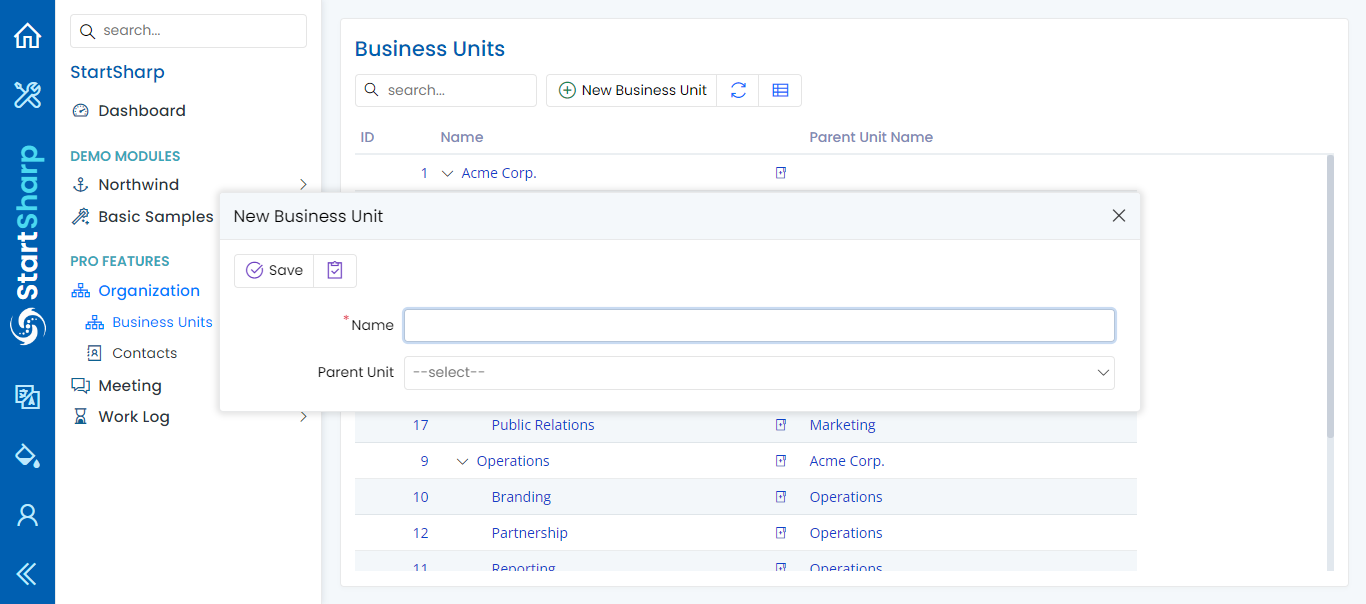 search...
StartSharp
Dashboard
DEMO MODULES
Northwind
Basic Samples
PRO FEATURES
Organization
Business Units
Contacts
Meeting
Work Log
StartSharp
Business Units
search...
New Business Unit
ID Name Parent Unit Name
1 Acme Corp.
New Business Unit
Save
*Name
Parent Unit --select--
17 Public Relations Marketing
9 Operations Acme Corp.
10 Branding Operations
12 Partnership Operations
11 Reporting Operations